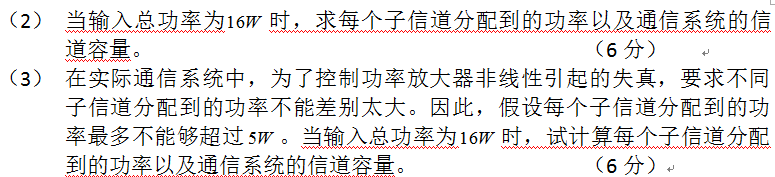 （2） 当输入总功率为16W 时，求每个子信道分配到的功率以及通信系统的信
道容量。 （6 分）
（3） 在实际通信系统中，为了控制功率放大器非线性引起的失真，要求不同
子信道分配到的功率不能差别太大。因此，假设每个子信道分配到的功
率最多不能够超过 5W 。当输入总功率为16W 时，试计算每个子信道分配
到的功率以及通信系统的信道容量。 （6 分）